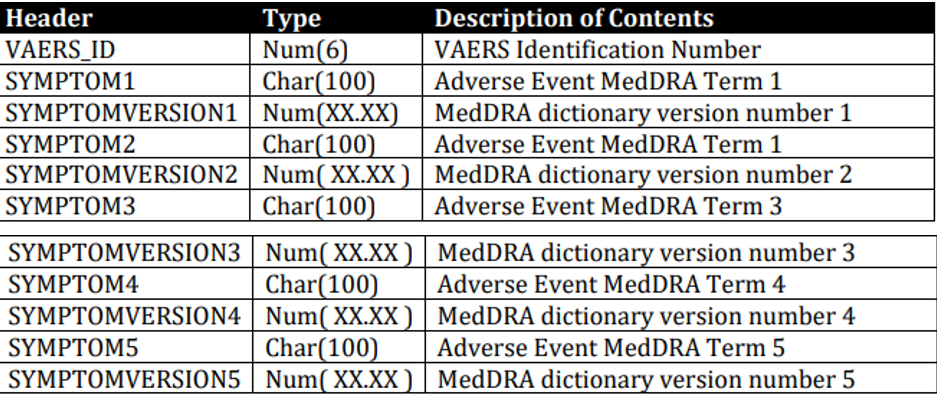 Header Type Description of Contents
VAERS_ID Num(6) VAERS Identification Number
SYMPTOM1 Char(100) Adverse Event MedDRA Term 1
SYMPTOMVERSION1 Num(XX.XX) MedDRA dictionary version number 1
SYMPTOM2 Char(100) Adverse Event MedDRA Term 1
SYMPTOMVERSION2 Num( XX.XX ) MedDRA dictionary version number 2
SYMPTOM3 Char(100) Adverse Event MedDRA Term 3
SYMPTOMVERSION3 Num( XX.XX ) MedDRA dictionary version number 3
SYMPTOM4 Char(100) Adverse Event MedDRA Term 4
SYMPTOMVERSION4 Num( XX.XX ) MedDRA dictionary version number 4
SYMPTOM5 Char(100) Adverse Event MedDRA Term 5
SYMPTOMVERSION5 Num( XX.XX ) MedDRA dictionary version number 5